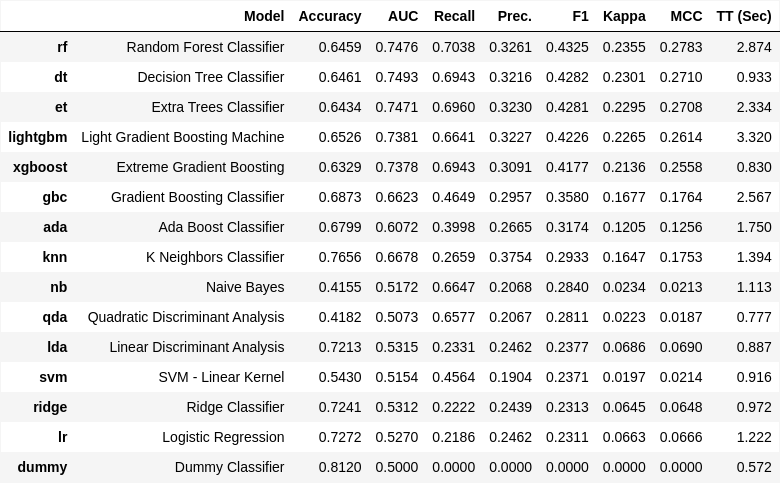 Model Accuracy AUC Recall Prec. F1 Kappa MCC TT (Sec)
rf Random Forest Classifier 0.6459 0.7476 0.7038 0.3261 0.4325 0.2355 0.2783 2.874
dt Decision Tree Classifier 0.6461 0.7493 0.6943 0.3216 0.4282 0.2301 0.2710 0.933
et Extra Trees Classifier 0.6434 0.7471 0.6960 0.3230 0.4281 0.2295 0.2708 2.334
lightgbm Light Gradient Boosting Machine 0.6526 0.7381 0.6641 0.3227 0.4226 0.2265 0.2614 3.320
xgboost Extreme Gradient Boosting 0.6329 0.7378 0.6943 0.3091 0.4177 0.2136 0.2558 0.830
gbc Gradient Boosting Classifier 0.6873 0.6623 0.4649 0.2957 0.3580 0.1677 0.1764 2.567
ada Ada Boost Classifier 0.6799 0.6072 0.3998 0.2665 0.3174 0.1205 0.1256 1.750
knn K Neighbors Classifier 0.7656 0.6678 0.2659 0.3754 0.2933 0.1647 0.1753 1.394
nb Naive Bayes 0.4155 0.5172 0.6647 0.2068 0.2840 0.0234 0.0213 1.113
qda Quadratic Discriminant Analysis 0.4182 0.5073 0.6577 0.2067 0.2811 0.0223 0.0187 0.777
lda Linear Discriminant Analysis 0.7213 0.5315 0.2331 0.2462 0.2377 0.0686 0.0690 0.887
svm SVM - Linear Kernel 0.5430 0.5154 0.4564 0.1904 0.2371 0.0197 0.0214 0.916
ridge Ridge Classifier 0.7241 0.5312 0.2222 0.2439 0.2313 0.0645 0.0648 0.972
lr Logistic Regression 0.7272 0.5270 0.2186 0.2462 0.2311 0.0663 0.0666 1.222
dummy Dummy Classifier 0.8120 0.5000 0.0000 0.0000 0.0000 0.0000 0.0000 0.572